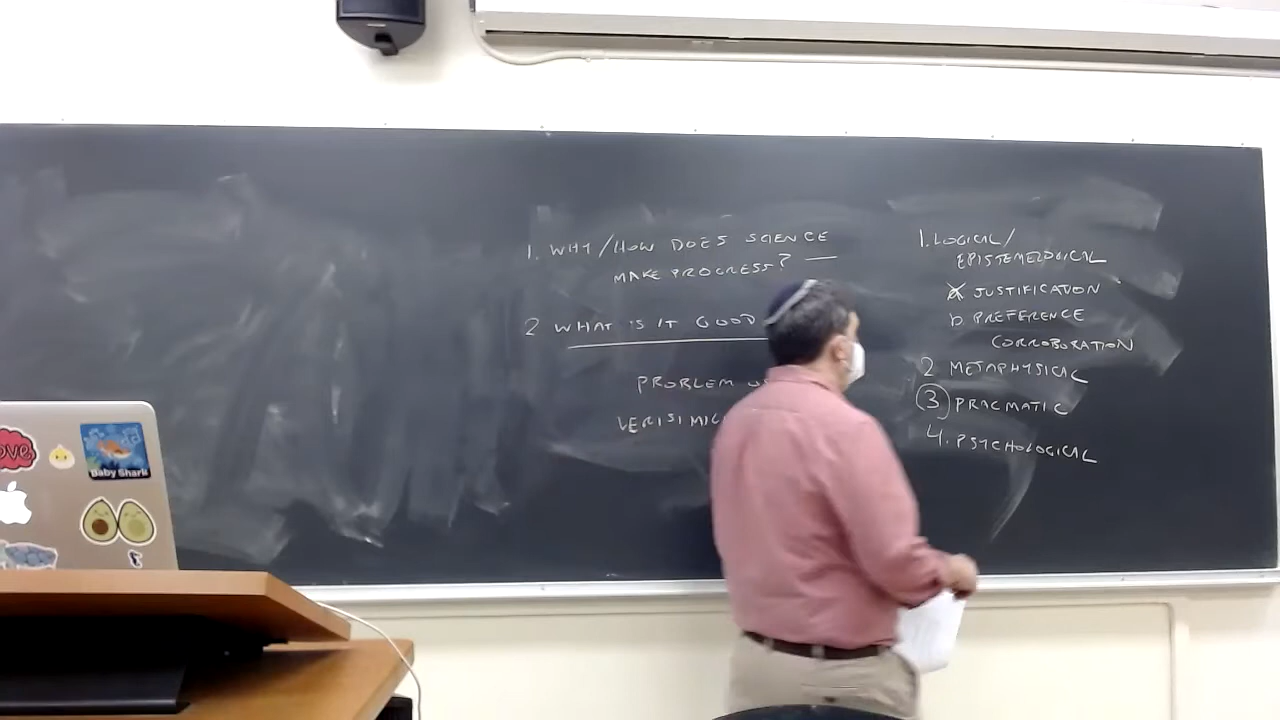 1. WHY/HOW DOES SCIENCE
MAKE PROGRESS? —
2 WHAT IS IT GOOD
PROBLEM
1. LOGICAL/
EPISTEMOLOGICAL
a JUSTIFICATION
b. PREFERENCE
CORROBORATION
2 METAPHYSICAL
3 PRAGMATIC
4. PSYCHOLOGICAL
Baby Shark